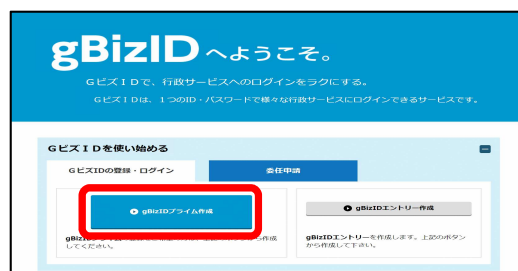 gBizIDへようこそ。
GビズIDで、行政サービスへのログインをラクにする。
GビズIDは、1つのID・パスワードで様々な行政サービスにログインできるサービスです。
GビズIDを使い始める
GビズIDの登録・ログイン
委任申請
gBizIDプライム作成
gBizIDエントリー作成
してください。
gBizIDエントリーを作成します。上記のボタン
から作成して下さい。